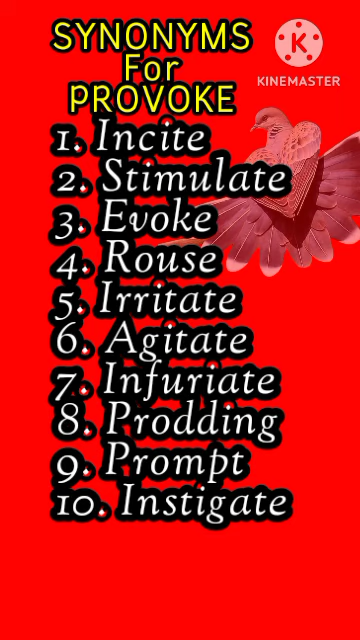 SYNONYMS
For
PROVOKE
KINEMASTER
1. Incite
2. Stimulate
3. Evoke
4. Rouse
5. Irritate
6. Agitate
7. Infuriate
8. Prodding
9. Prompt
10. Instigate